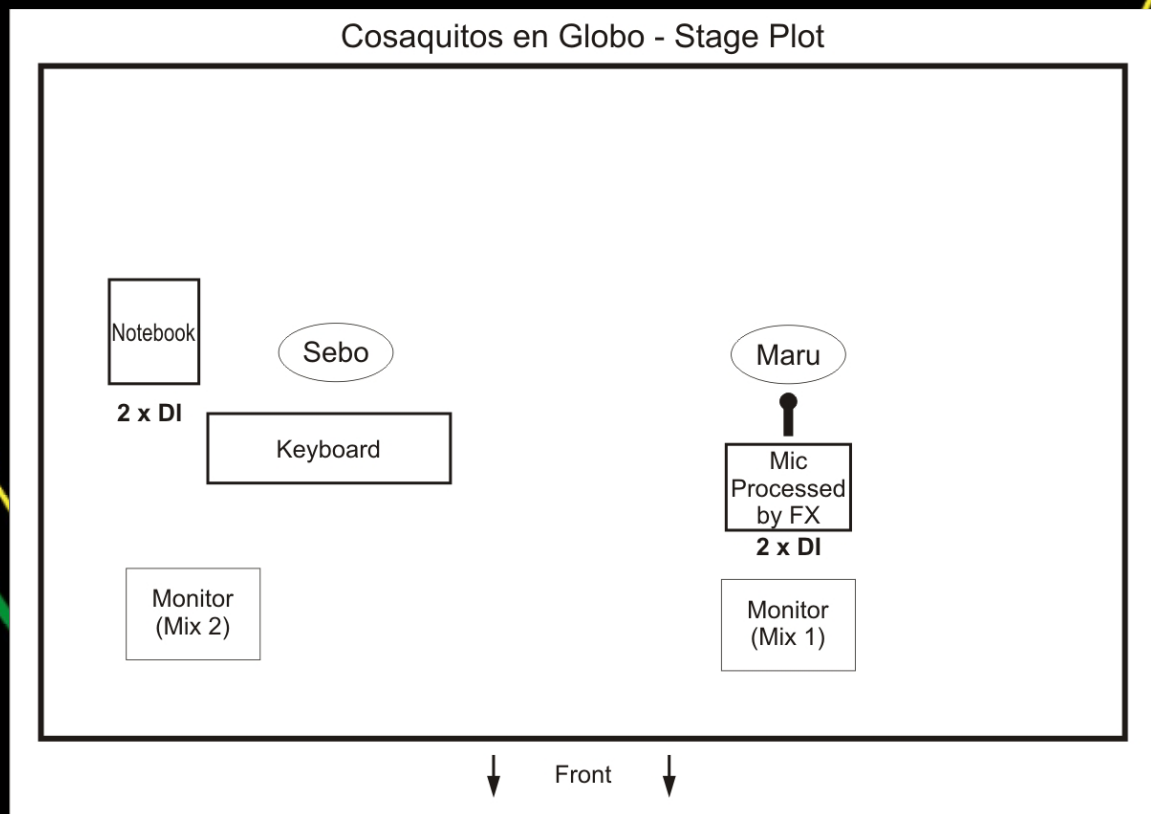 Cosaquitos en Globo - Stage Plot
Notebook
2 x DI
Sebo
Keyboard
Monitor
(Mix 2)
Maru
Mic
Processed
by FX
2 x DI
Monitor
(Mix 1)
Front